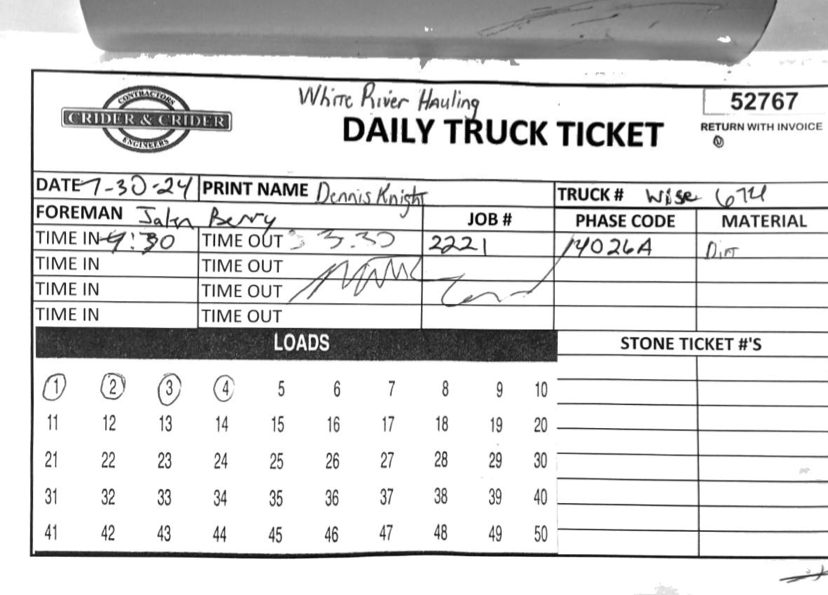 White River Hauling
CONTRACTORS
CRIDER & CRIDER
ENGINEERS
DAILY TRUCK TICKET
52767
RETURN WITH INVOICE
DATE 7-30-24 PRINT NAME Dennis Knight TRUCK # Wise 674
FOREMAN Berry JOB # PHASE CODE MATERIAL
TIME IN 9:30 TIME OUT 3:30 2221 14026A Dirt
TIME IN TIME OUT
TIME IN TIME OUT
TIME IN TIME OUT
LOADS STONE TICKET #'S
1 2 3 4 5 6 7 8 9 10
11 12 13 14 15 16 17 18 19 20
21 22 23 24 25 26 27 28 29 30
31 32 33 34 35 36 37 38 39 40
41 42 43 44 45 46 47 48 49 50